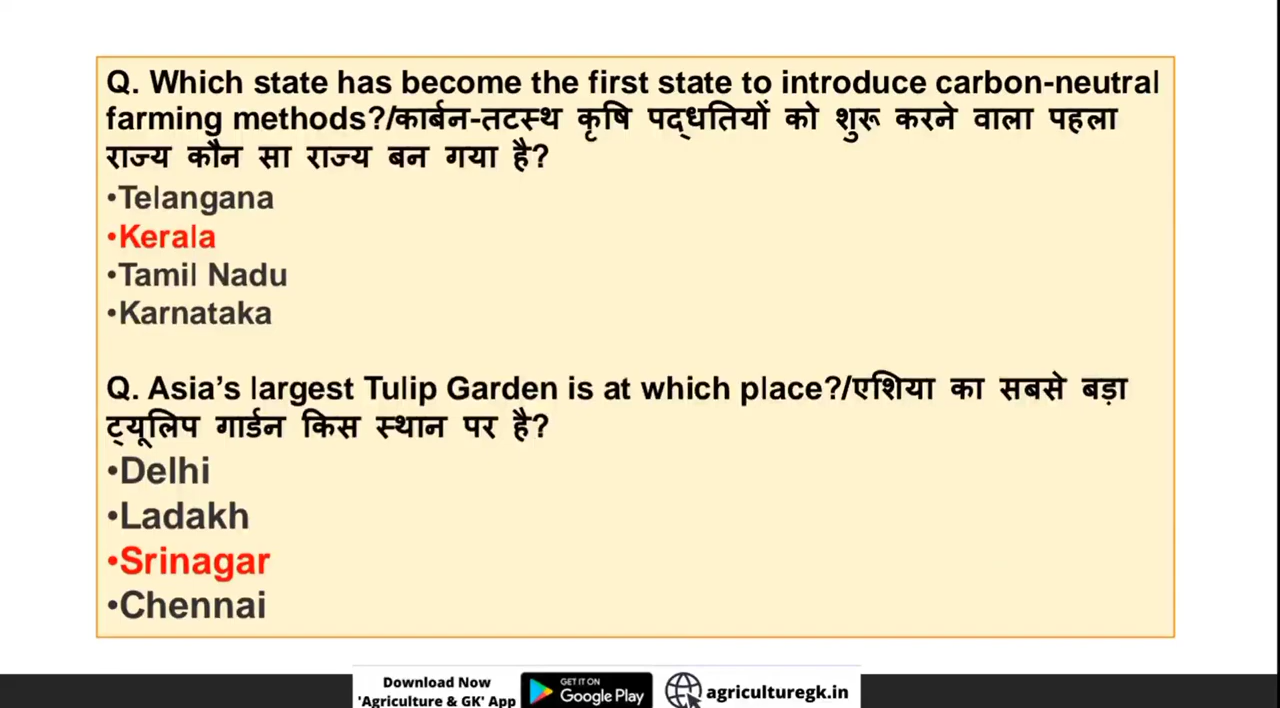 Q. Which state has become the first state to introduce carbon-neutral
farming methods?/कार्बन-तटस्थ कृषि पद्धतियों को शुरू करने वाला पहला
राज्य कौन सा राज्य बन गया है?
•Telangana
•Kerala
•Tamil Nadu
•Karnataka
Q. Asia’s largest Tulip Garden is at which place?/एशिया का सबसे बड़ा
ट्यूलिप गार्डन किस स्थान पर है?
•Delhi
•Ladakh
•Srinagar
•Chennai
Download Now
'Agriculture & GK' App
GET IT ON
Google Play
agriculturegk.in